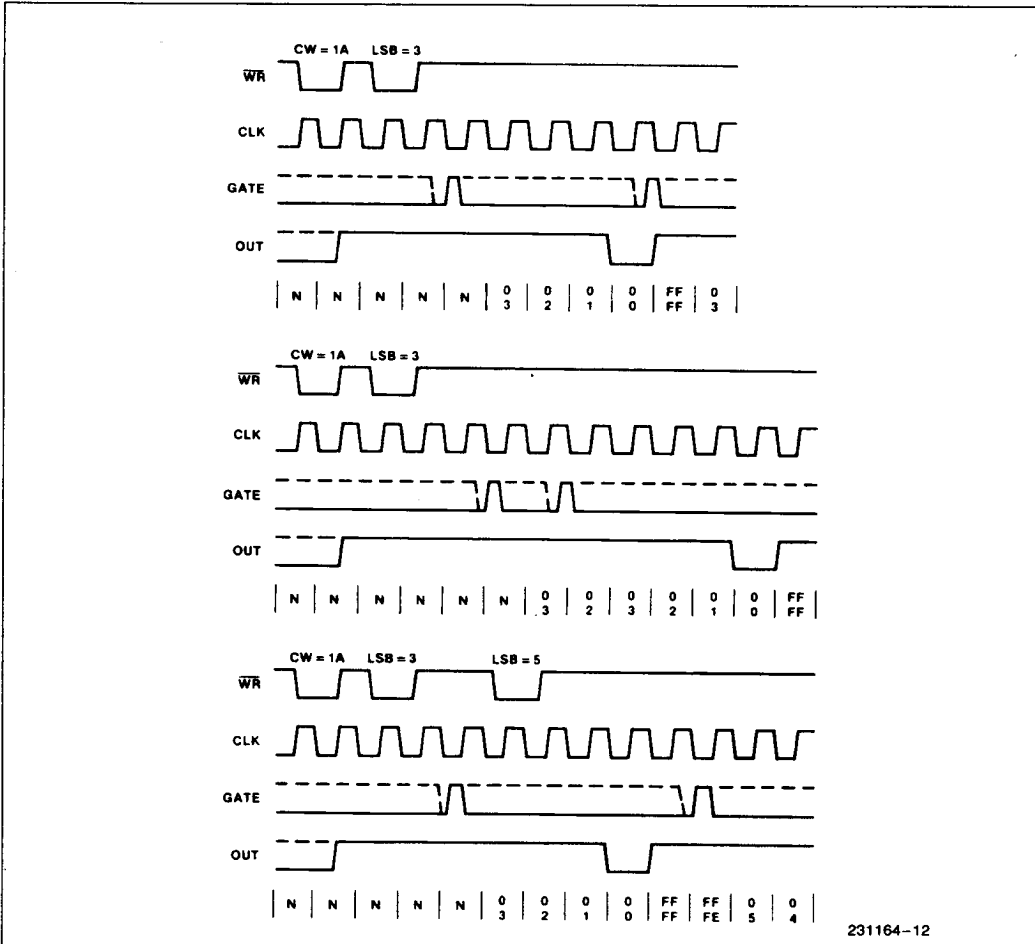 CW = 1A LSB = 3
WR
CLK
GATE
OUT
N N N N N 0 0 0 0 FF 0
3 2 1 0 FF 3
CW = 1A LSB = 3
WR
CLK
GATE
OUT
N N N N N N 0 0 0 0 0 0 FF
3 2 3 2 1 0 FF
CW = 1A LSB = 3 LSB = 5
WR
CLK
GATE
OUT
N N N N N 0 0 0 0 FF FF 0 0
3 2 1 0 FF FE 5 4
231164-12